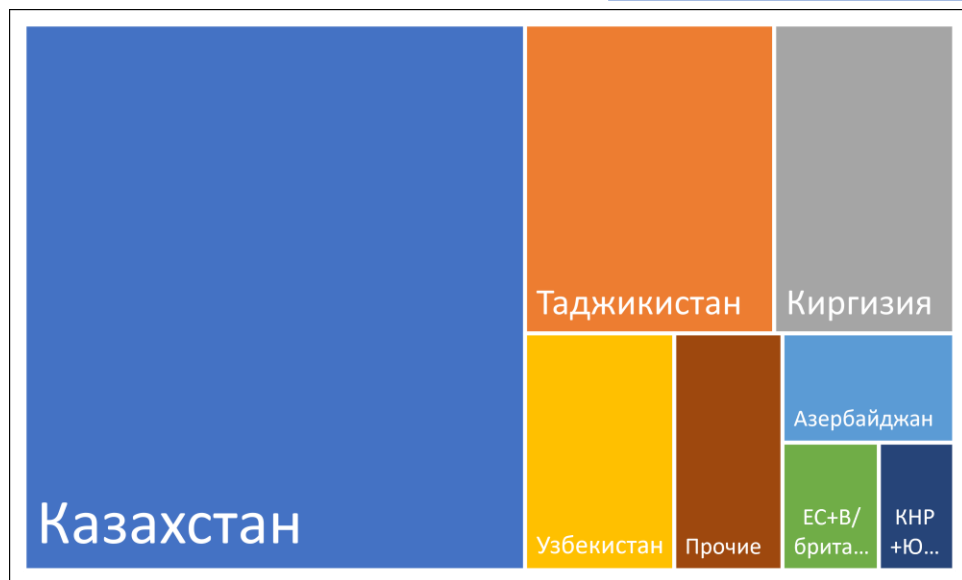 Казахстан
Таджикистан
Киргизия
Узбекистан
Прочие
Азербайджан
ЕС+В/
брита...
КНР
+Ю...